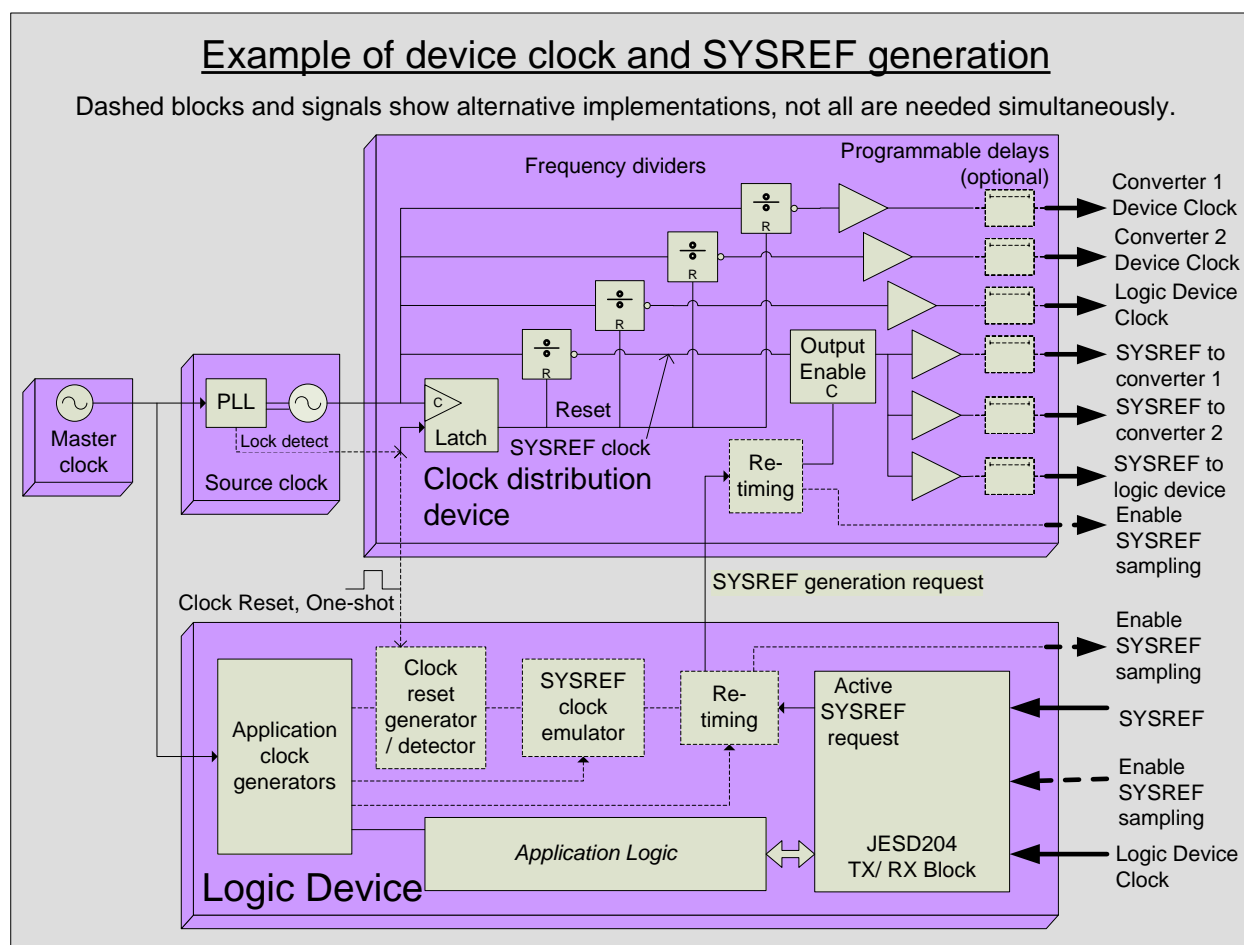 Example of device clock and SYSREF generation
Dashed blocks and signals show alternative implementations, not all are needed simultaneously.
Frequency dividers
Programmable delays
(optional)
÷
R
÷
R
÷
R
÷
R
Converter 1
Device Clock
Converter 2
Device Clock
Logic Device
Clock
SYSREF to
converter 1
SYSREF to
converter 2
SYSREF to
logic device
Enable
SYSREF
sampling
Output
Enable
C
Master
clock
PLL
Lock detect
Source clock
C
Latch
Reset
SYSREF clock
Clock distribution
device
Re-
timing
SYSREF generation request
Clock Reset, One-shot
Application
clock
generators
Clock
reset
generator
/ detector
SYSREF
clock
emulator
Re-
timing
Active
SYSREF
request
JESD204
TX/ RX Block
Application Logic
Logic Device
Enable
SYSREF
sampling
SYSREF
Enable
SYSREF
sampling
Logic Device
Clock